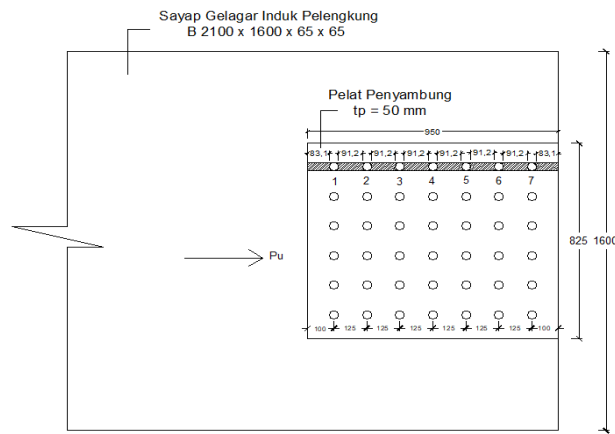 Sayap Gelagar Induk Pelengkung
B 2100 x 1600 x 65 x 65
Pelat Penyambung
tp = 50 mm
950
83,1 91,2 91,2 91,2 91,2 91,2 91,2 83,1
1 2 3 4 5 6 7
825 1600
Pu
100 125 125 125 125 125 125 100